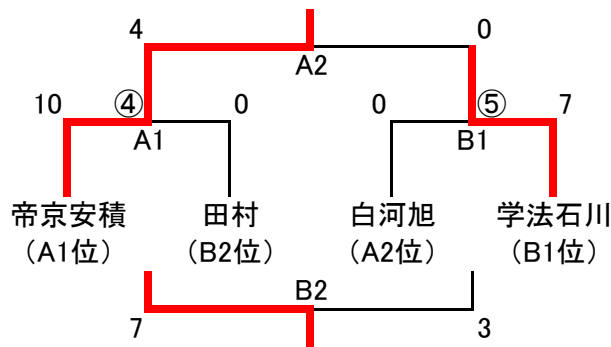 4 0
A2
10 ④ 0 0 ⑤ 7
A1 B1
帝京安積 田村 白河旭 学法石川
（A1位） （B2位） （A2位） （B1位）
B2
7 3